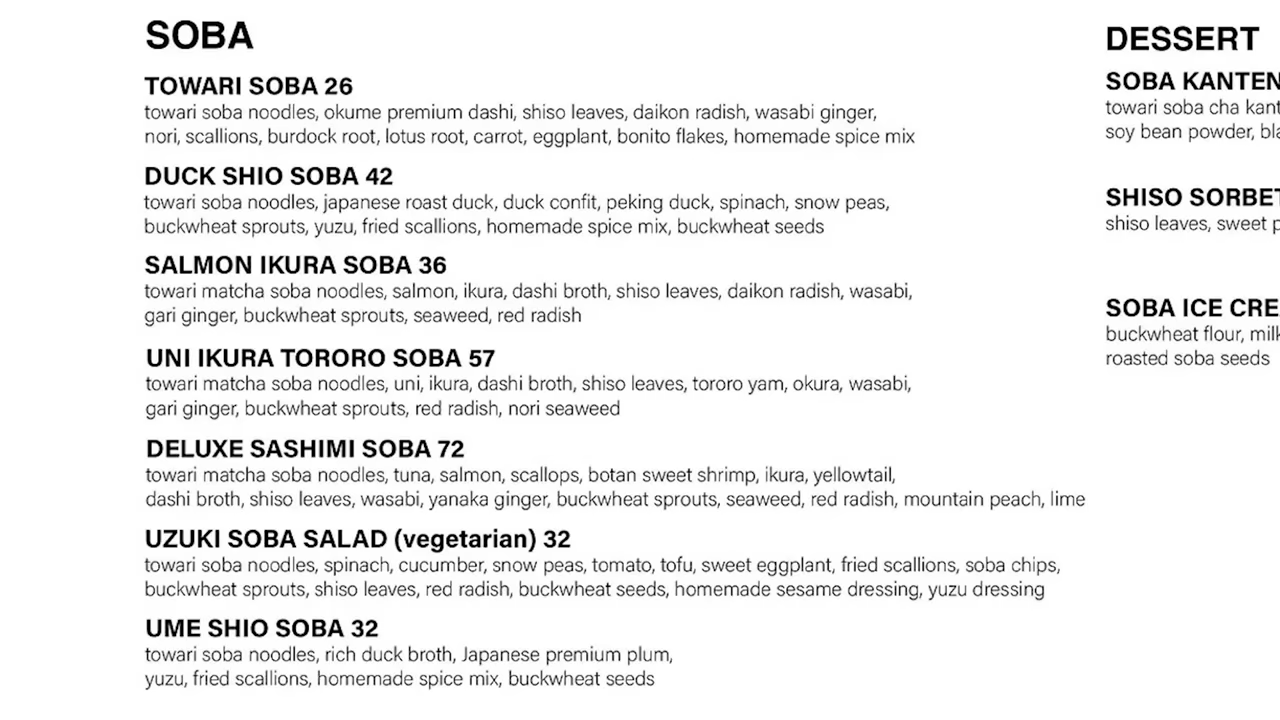 SOBA
TOWARI SOBA 26
towari soba noodles, okume premium dashi, shiso leaves, daikon radish, wasabi ginger,
nori, scallions, burdock root, lotus root, carrot, eggplant, bonito flakes, homemade spice mix
DUCK SHIO SOBA 42
towari soba noodles, japanese roast duck, duck confit, peking duck, spinach, snow peas,
buckwheat sprouts, yuzu, fried scallions, homemade spice mix, buckwheat seeds
SALMON IKURA SOBA 36
towari matcha soba noodles, salmon, ikura, dashi broth, shiso leaves, daikon radish, wasabi,
gari ginger, buckwheat sprouts, seaweed, red radish
UNI IKURA TORORO SOBA 57
towari matcha soba noodles, uni, ikura, dashi broth, shiso leaves, tororo yam, okura, wasabi,
gari ginger, buckwheat sprouts, red radish, nori seaweed
DELUXE SASHIMI SOBA 72
towari matcha soba noodles, tuna, salmon, scallops, botan sweet shrimp, ikura, yellowtail,
dashi broth, shiso leaves, wasabi, yanaka ginger, buckwheat sprouts, seaweed, red radish, mountain peach, lime
UZUKI SOBA SALAD (vegetarian) 32
towari soba noodles, spinach, cucumber, snow peas, tomato, tofu, sweet eggplant, fried scallions, soba chips,
buckwheat sprouts, shiso leaves, red radish, buckwheat seeds, homemade sesame dressing, yuzu dressing
UME SHIO SOBA 32
towari soba noodles, rich duck broth, Japanese premium plum,
yuzu, fried scallions, homemade spice mix, buckwheat seeds
DESSERT
SOBA KANTEN
towari soba cha
soy bean powder,
SHISO SORBET
shiso leaves, sweet
SOBA ICE
buckwheat flour,
roasted soba seeds